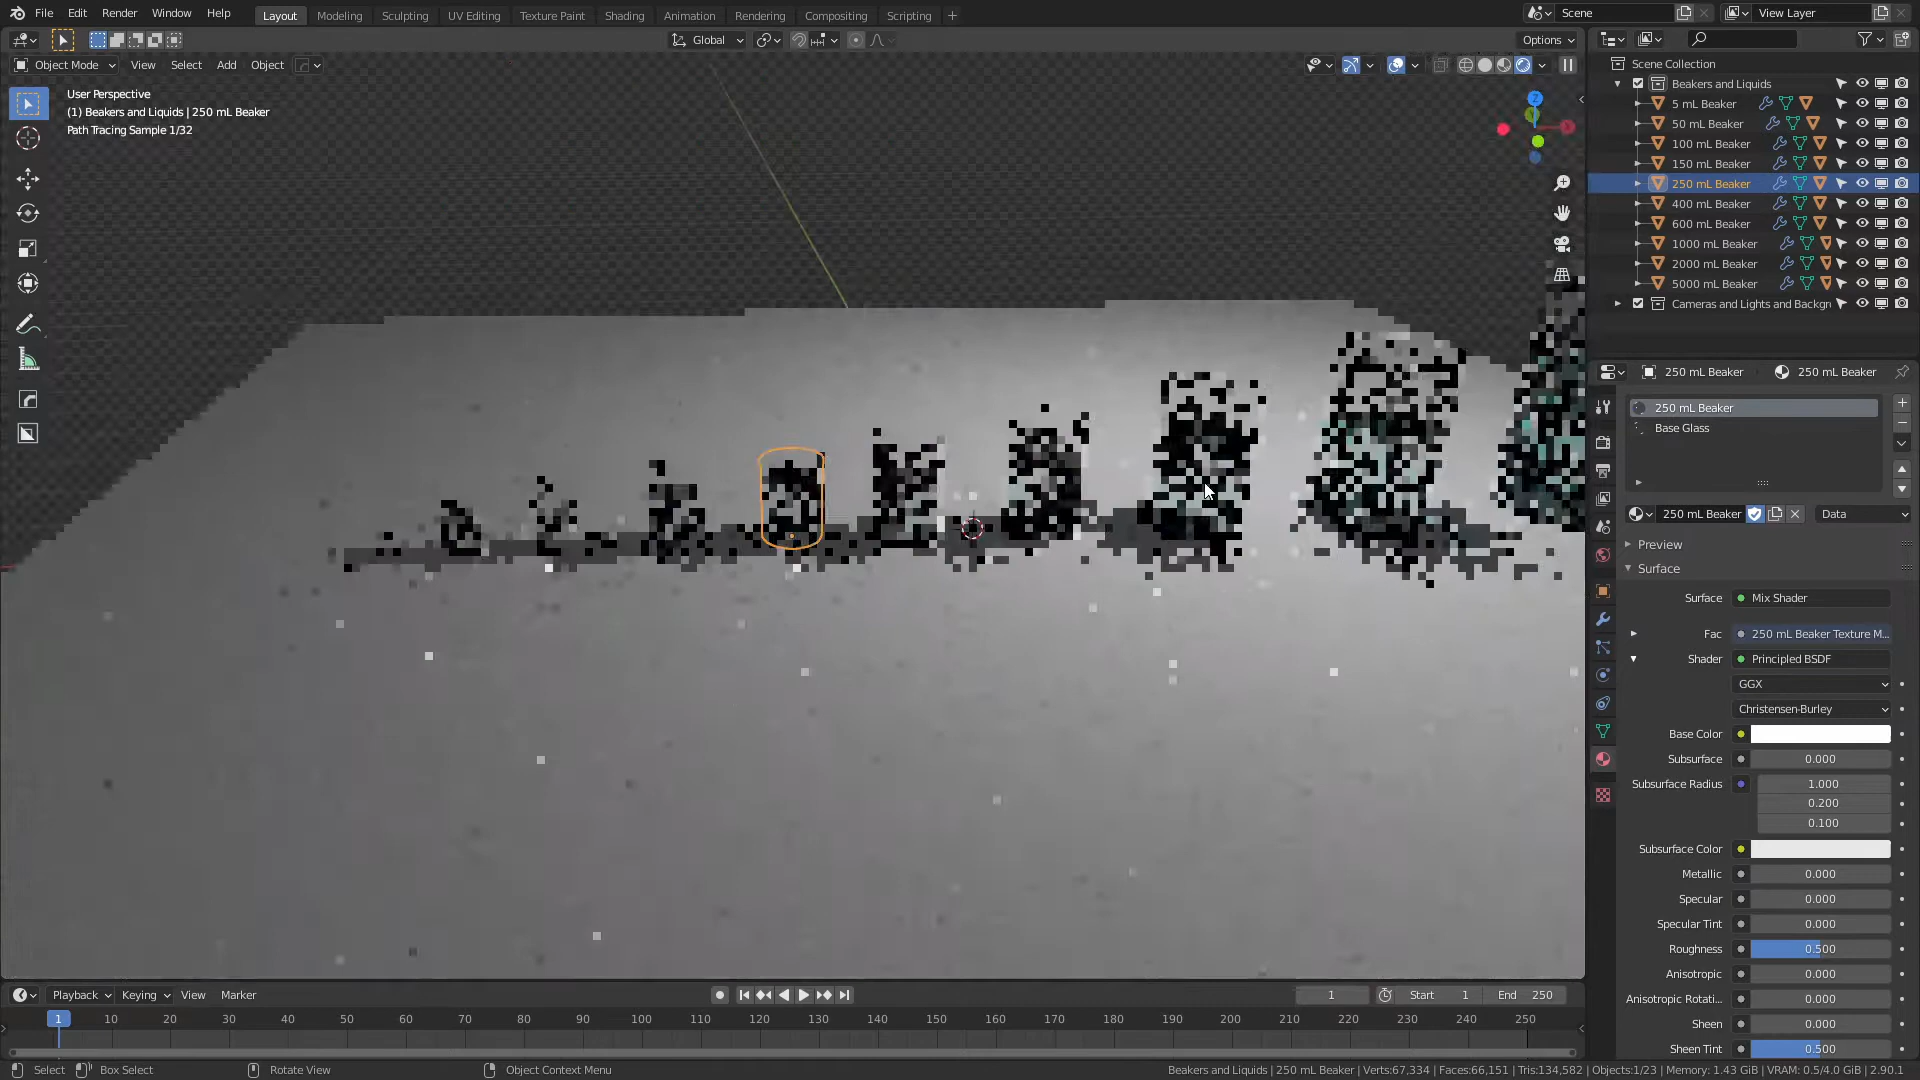 File Edit Render Window Help Layout Modeling Sculpting UV Editing Texture Paint Shading Animation Rendering Compositing Scripting Scene View Layer
Global Options
Object Mode View Select Add Object
User Perspective
(1) Beakers and Liquids | 250 mL Beaker
Path Tracing Sample 1/32
Scene Collection
Beakers and Liquids
5 mL Beaker
50 mL Beaker
100 mL Beaker
150 mL Beaker
250 mL Beaker
400 mL Beaker
600 mL Beaker
1000 mL Beaker
2000 mL Beaker
5000 mL Beaker
Cameras and Lights and Backgr
250 mL Beaker 250 mL Beaker
250 mL Beaker
Base Glass
250 mL Beaker Data
Preview
Surface
Surface Mix Shader
Fac 250 mL Beaker Texture M...
Shader Principled BSDF
GGX
Christensen-Burley
Base Color
Subsurface 0.000
Subsurface Radius 1.000
0.200
0.100
Subsurface Color
Metallic 0.000
Specular 0.000
Specular Tint 0.000
Roughness 0.500
Anisotropic 0.000
Anisotropic Rotati... 0.000
Sheen 0.000
Sheen Tint 0.500
Playback Keying View Marker 1 Start 1 End 250
1 10 20 30 40 50 60 70 80 90 100 110 120 130 140 150 160 170 180 190 200 210 220 230 240 250
Select Box Select Rotate View Object Context Menu Beakers and Liquids | 250 mL Beaker | Verts:67,334 | Faces:66,151 | Tris:134,582 | Objects:1/23 | Memory: 1.43 GiB | VRAM: 0.5/4.0 GiB | 2.90.1